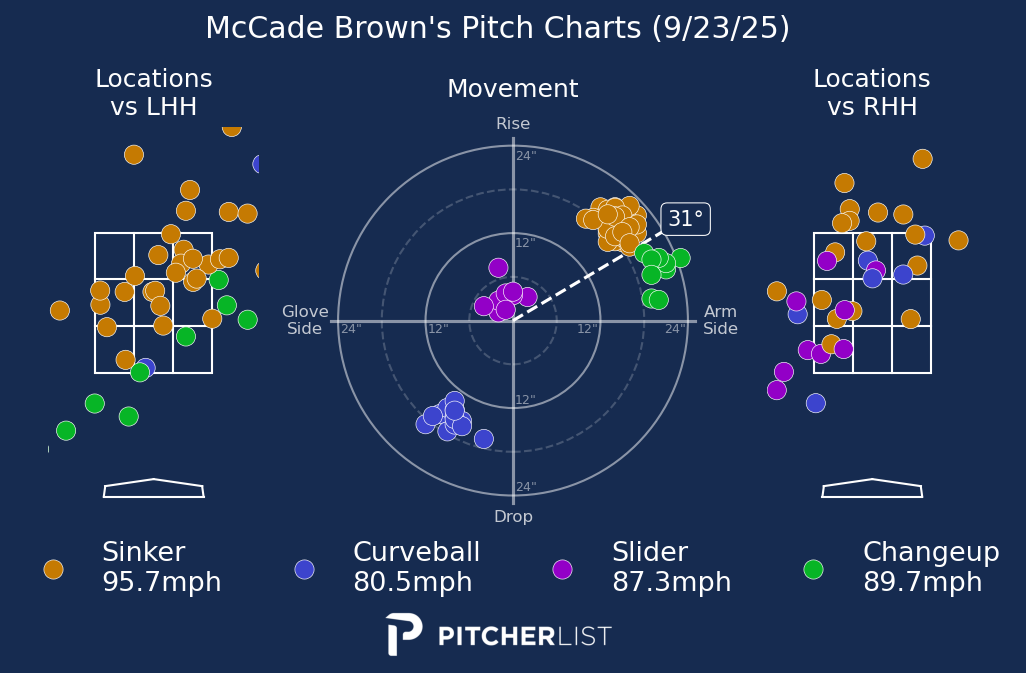 McCade Brown's Pitch Charts (9/23/25)
Locations
vs LHH
Movement
Locations
vs RHH
Rise
24"
31°
12"
Glove
Side
24"
12"
12"
24"
Arm
Side
12"
24"
Drop
Sinker
95.7mph
Curveball
80.5mph
Slider
87.3mph
Changeup
89.7mph
PITCHERLIST